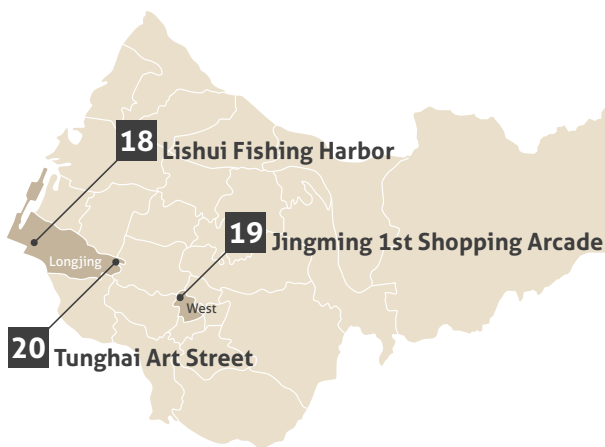 18 Lishui Fishing Harbor
19 Jingming 1st Shopping Arcade
Longjing
West
20 Tunghai Art Street